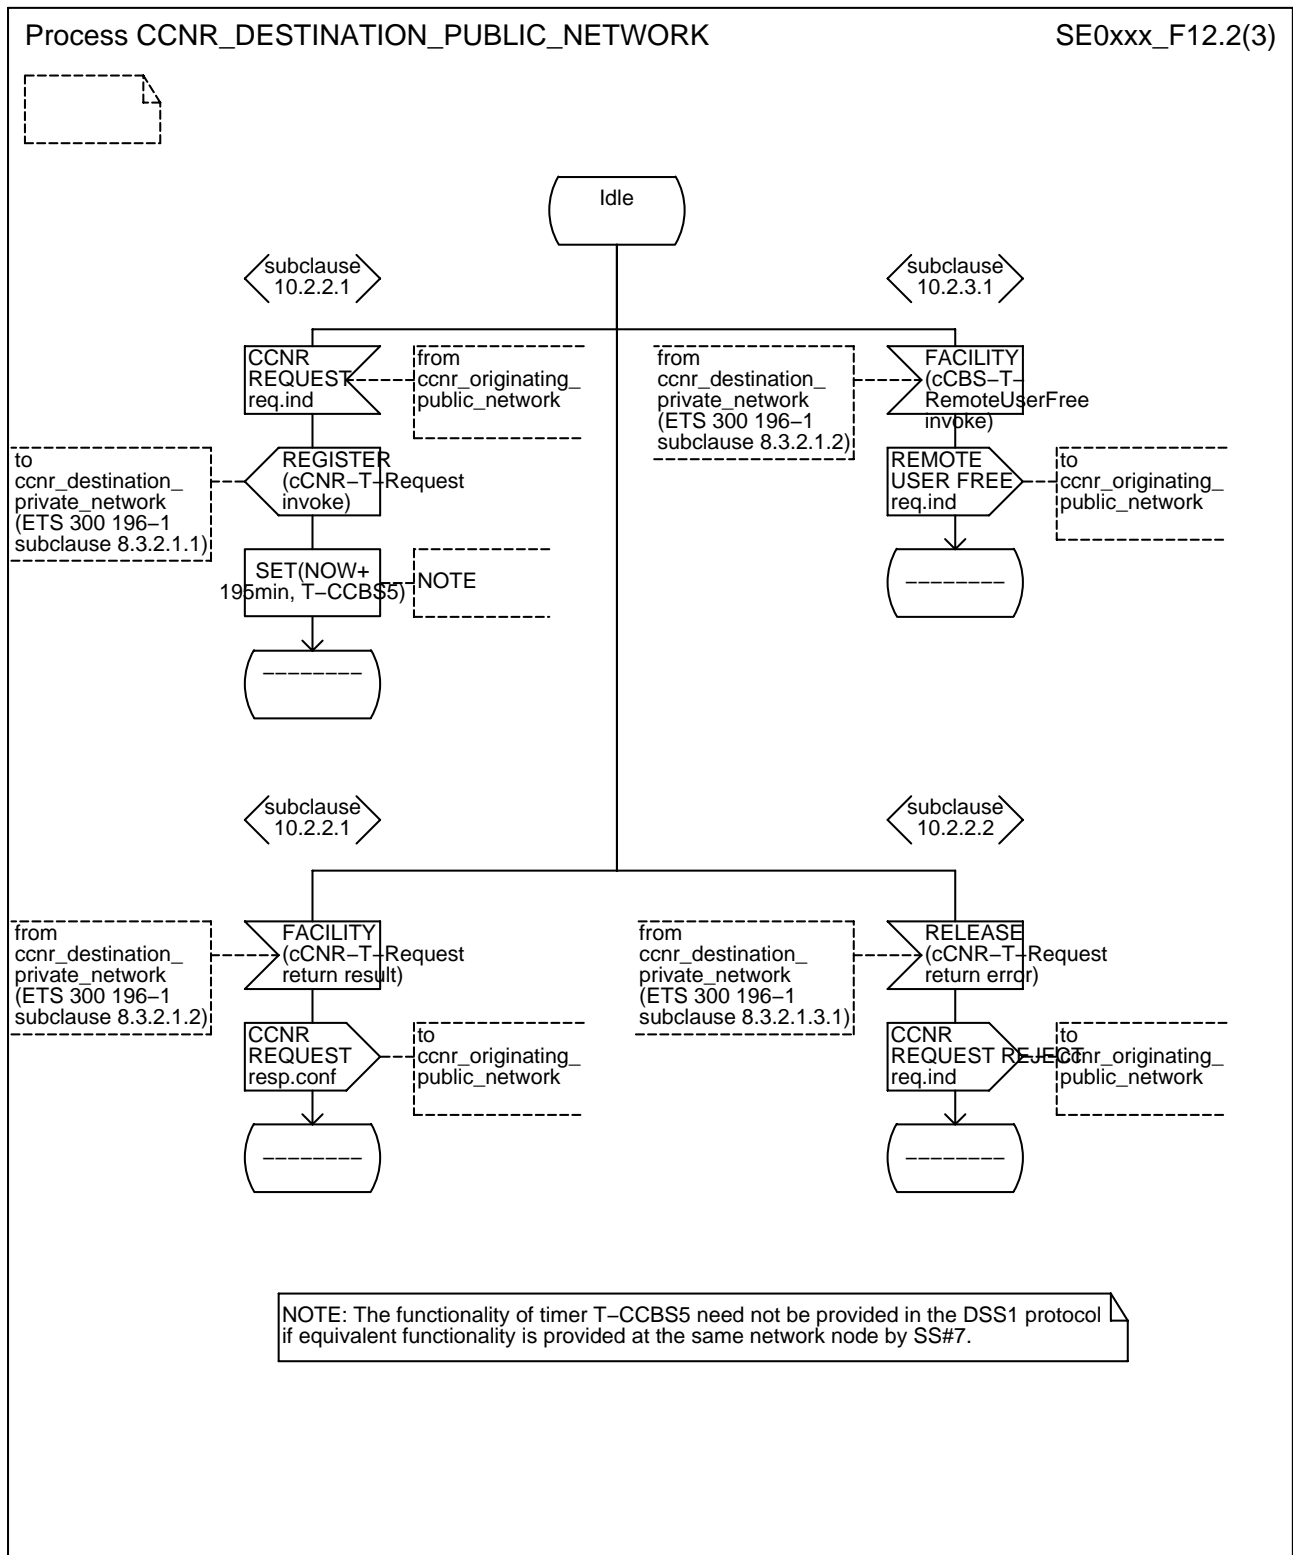 Process CCNR_DESTINATION_PUBLIC_NETWORK
SE0xxx_F12.2(3)
Idle
subclause
10.2.2.1
subclause
10.2.3.1
CCNR
REQUEST
req.ind
from
ccnr_originating_
public_network
from
ccnr_destination_
private_network
(ETS 300 196–1
subclause 8.3.2.1.2)
FACILITY
(cCBS–T–
RemoteUserFree
invoke)
to
ccnr_destination_
private_network
(ETS 300 196–1
subclause 8.3.2.1.1)
REGISTER
(cCNR–T–Request
invoke)
REMOTE
USER FREE
req.ind
to
ccnr_originating_
public_network
SET(NOW+
195min, T–CCBS5)
NOTE
––––––––
––––––––
subclause
10.2.2.1
subclause
10.2.2.2
from
ccnr_destination_
private_network
(ETS 300 196–1
subclause 8.3.2.1.2)
FACILITY
(cCNR–T–Request
return result)
from
ccnr_destination_
private_network
(ETS 300 196–1
subclause 8.3.2.1.3.1)
RELEASE
(cCNR–T–Request
return error)
CCNR
REQUEST
resp.conf
to
ccnr_originating_
public_network
CCNR
REQUEST REJECT
req.ind
to
ccnr_originating_
public_network
––––––––
––––––––
NOTE: The functionality of timer T–CCBS5 need not be provided in the DSS1 protocol
if equivalent functionality is provided at the same network node by SS#7.